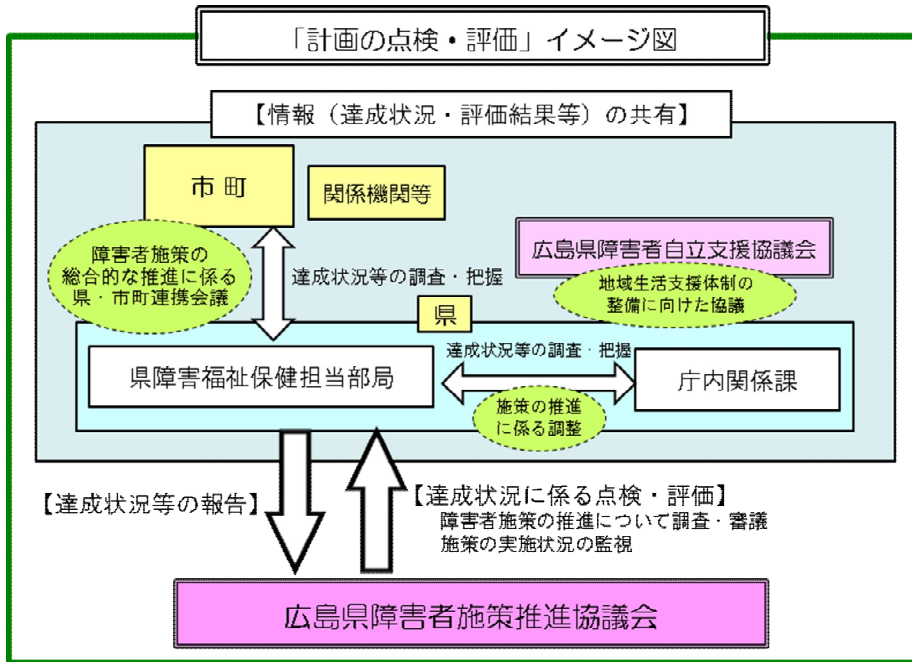 「計画の点検・評価」イメージ図
【情報（達成状況・評価結果等）の共有】
市町
関係機関等
障害者施策の
総合的な推進に係る
県・市町連携会議
達成状況等の調査・把握
広島県障害者自立支援協議会
地域生活支援体制の
整備に向けた協議
県
県障害福祉保健担当部局
達成状況等の調査・把握
施策の推進
に係る調整
庁内関係課
【達成状況等の報告】
【達成状況に係る点検・評価】
障害者施策の推進について調査・審議
施策の実施状況の監視
広島県障害者施策推進協議会